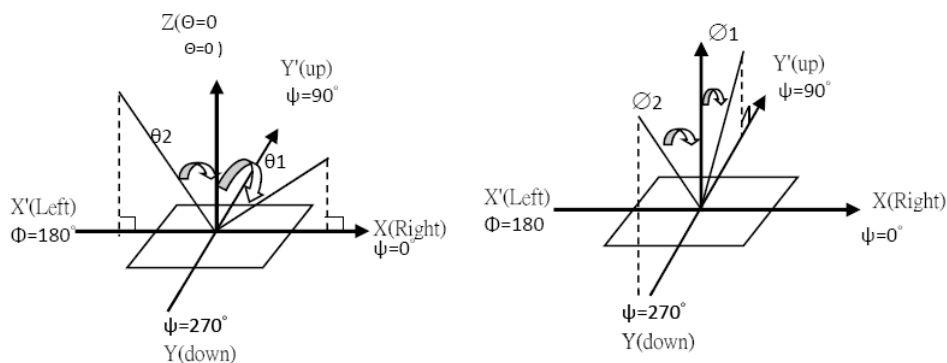 Z(Θ=0
Θ=0 )
Y'(up)
ψ=90°
θ2
θ1
X'(Left)
Φ=180°
X(Right)
ψ=0°
ψ=270°
Y(down)
∅1
Y'(up)
ψ=90°
∅2
X'(Left)
Φ=180
X(Right)
ψ=0°
ψ=270°
Y(down)